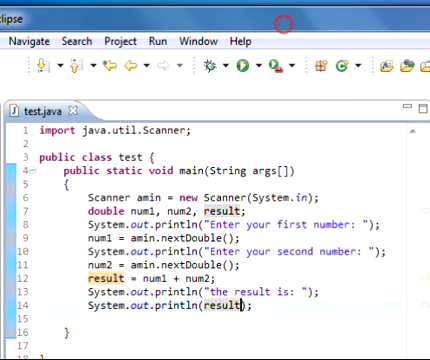 clipse
Navigate Search Project Run Window Help
test.java
1 import java.util.Scanner;
2
3 public class test {
4 public static void main(String args[])
5 {
6 Scanner amin = new Scanner(System.in);
7 double num1, num2, result;
8 System.out.println("Enter your first number: ");
9 num1 = amin.nextDouble();
10 System.out.println("Enter your second number: ");
11 num2 = amin.nextDouble();
12 result = num1 + num2;
13 System.out.println("the result is: ");
14 System.out.println(result);
15
16 }
17
18 }